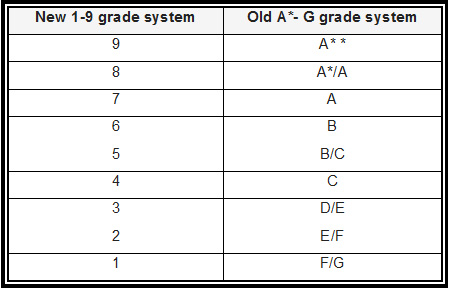 New 1-9 grade system Old A*- G grade system
9 A* *
8 A*/A
7 A
6 B
5 B/C
4 C
3 D/E
2 E/F
1 F/G